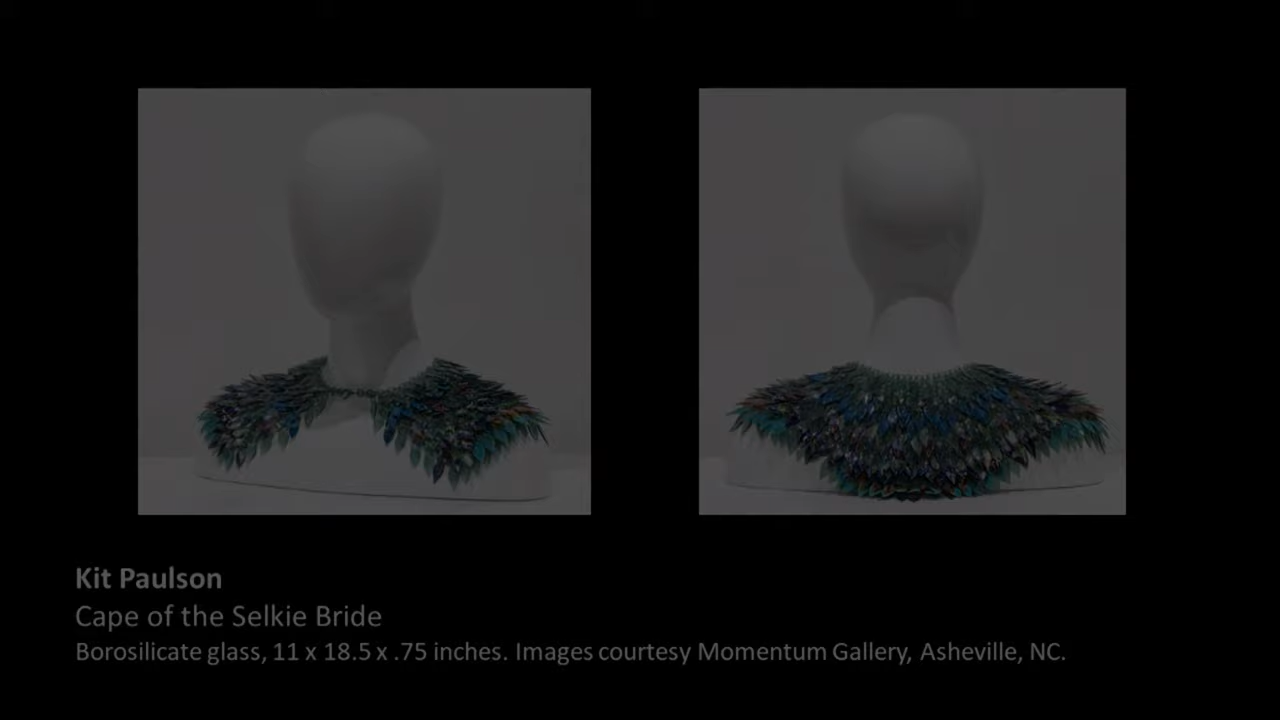 Kit Paulson
Cape of the Selkie Bride
Borosilicate glass, 11 x 18.5 x .75 inches. Images courtesy Momentum Gallery, Asheville, NC.